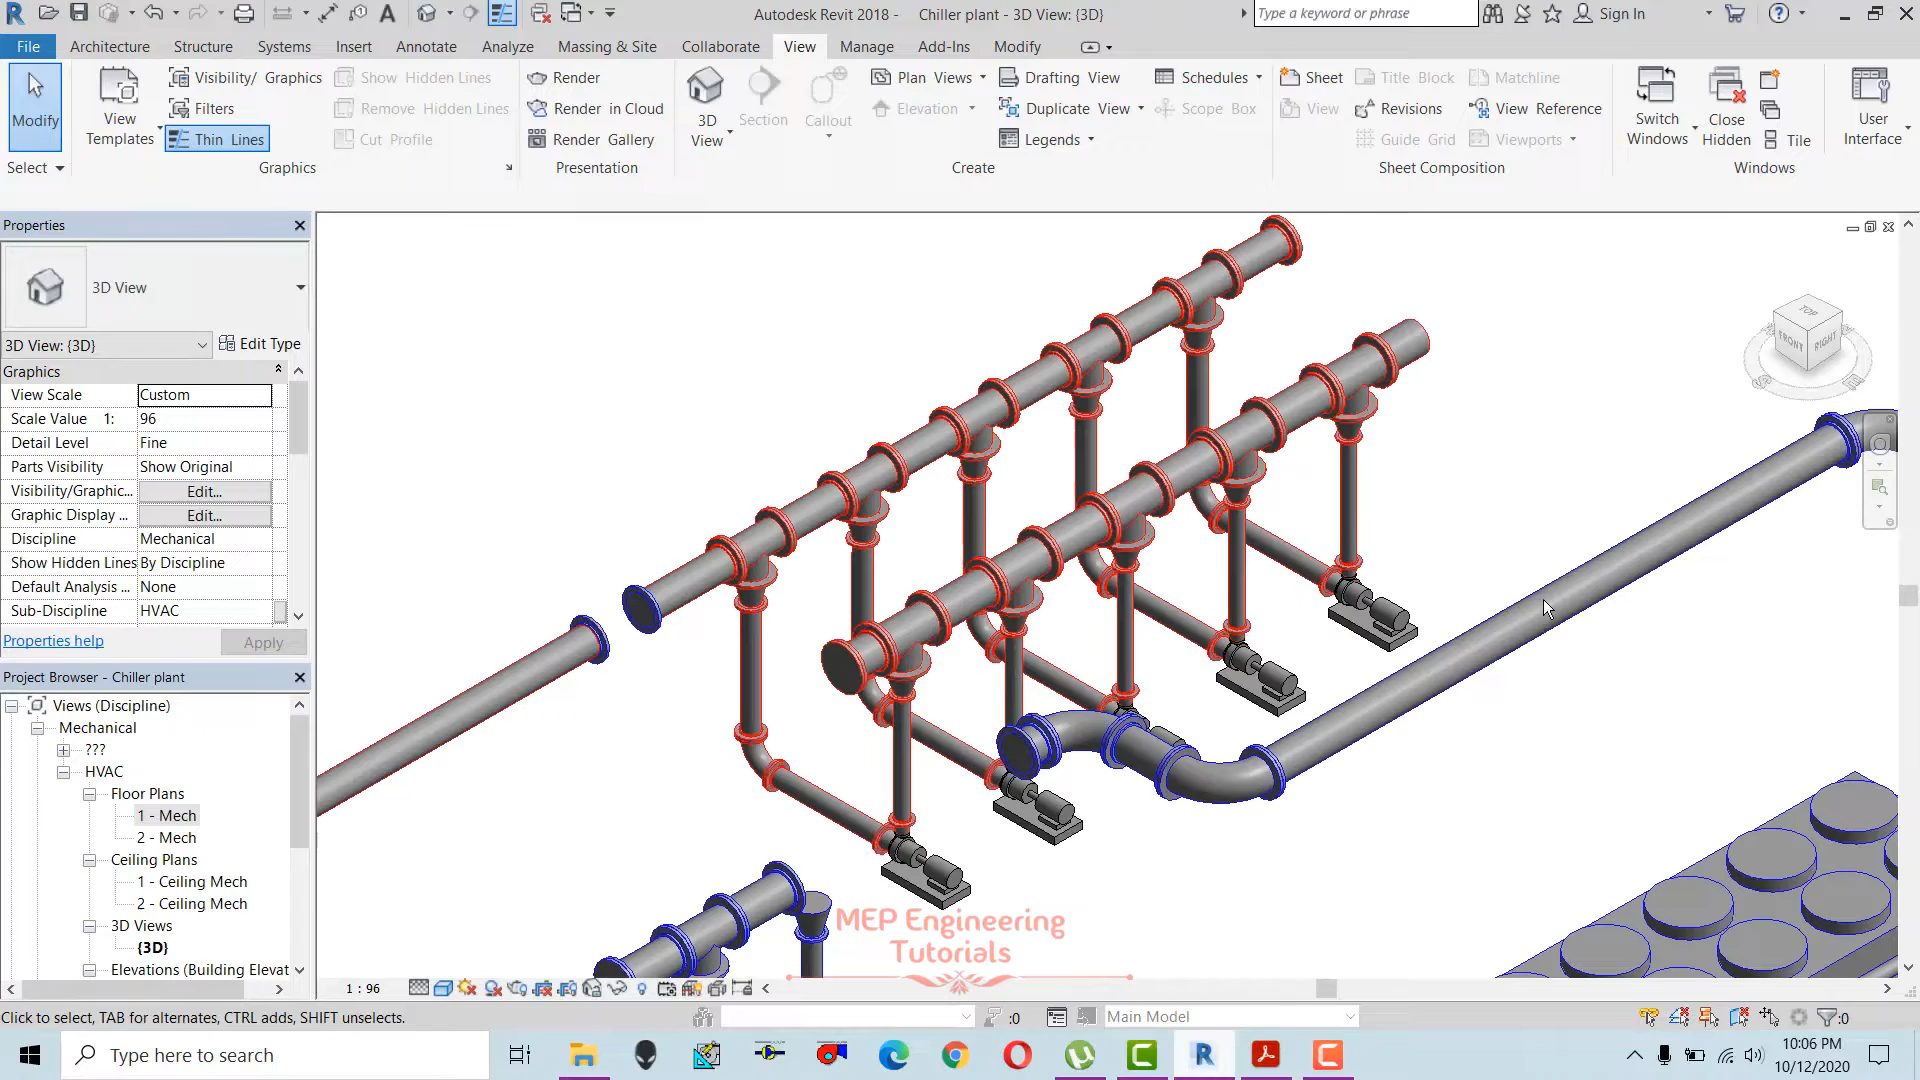 Autodesk Revit 2018 - Chiller plant - 3D View: {3D}
Type a keyword or phrase
Sign In
File Architecture Structure Systems Insert Annotate Analyze Massing & Site Collaborate View Manage Add-Ins Modify
Modify
View Templates
Visibility/ Graphics
Filters
Thin Lines
Show Hidden Lines
Remove Hidden Lines
Cut Profile
Render
Render in Cloud
Render Gallery
3D View
Section
Callout
Plan Views
Elevation
Drafting View
Duplicate View
Legends
Schedules
Scope Box
Sheet
View
Title Block
Revisions
Guide Grid
Matchline
View Reference
Viewports
Switch Windows
Close Hidden
Tile
User Interface
Select
Graphics
Presentation
Create
Sheet Composition
Windows
Properties
3D View
3D View: {3D}
Edit Type
Graphics
View Scale Custom
Scale Value 1: 96
Detail Level Fine
Parts Visibility Show Original
Visibility/Graphic... Edit...
Graphic Display ... Edit...
Discipline Mechanical
Show Hidden Lines By Discipline
Default Analysis ... None
Sub-Discipline HVAC
Properties help
Apply
Project Browser - Chiller plant
Views (Discipline)
Mechanical
???
HVAC
Floor Plans
1 - Mech
2 - Mech
Ceiling Plans
1 - Ceiling Mech
2 - Ceiling Mech
3D Views
{3D}
Elevations (Building Elevat
TOP
FRONT
RIGHT
S
E
MEP Engineering
Tutorials
1 : 96
Click to select, TAB for alternates, CTRL adds, SHIFT unselects.
:0
Main Model
:0
Type here to search
10:06 PM
10/12/2020